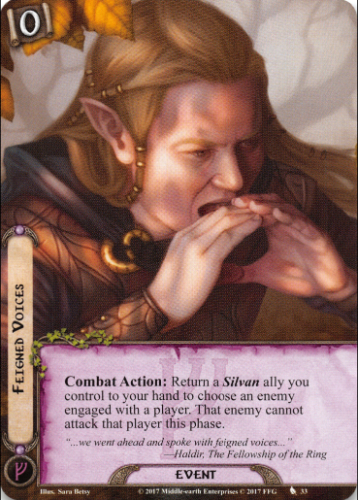 0
FEIGNED VOICES
Combat Action: Return a Silvan ally you
control to your hand to choose an enemy
engaged with a player. That enemy cannot
attack that player this phase.
"...we went ahead and spoke with feigned voices..."
—Haldir, The Fellowship of the Ring
EVENT
Illus. Sara Betsy
© 2017 Middle-earth Enterprises © 2017 FFG
33